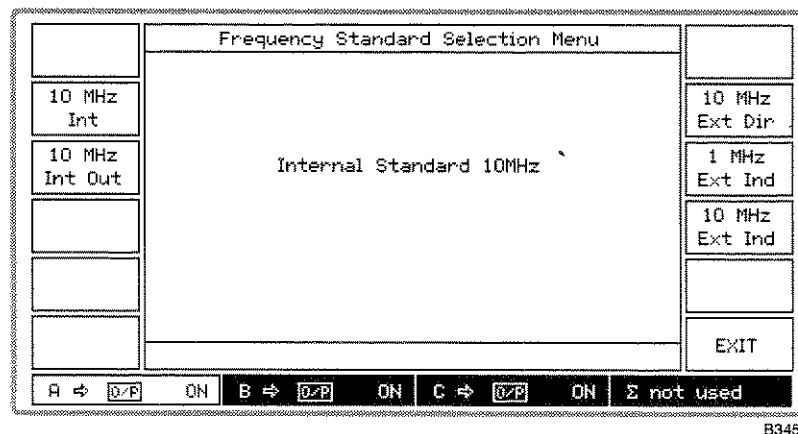 Frequency Standard Selection Menu
10 MHz
Int
10 MHz
Int Out
Internal Standard 10MHz
10 MHz
Ext Dir
1 MHz
Ext Ind
10 MHz
Ext Ind
EXIT
A ⇨ O/P ON B ⇨ O/P ON C ⇨ O/P ON Σ not used
B3457